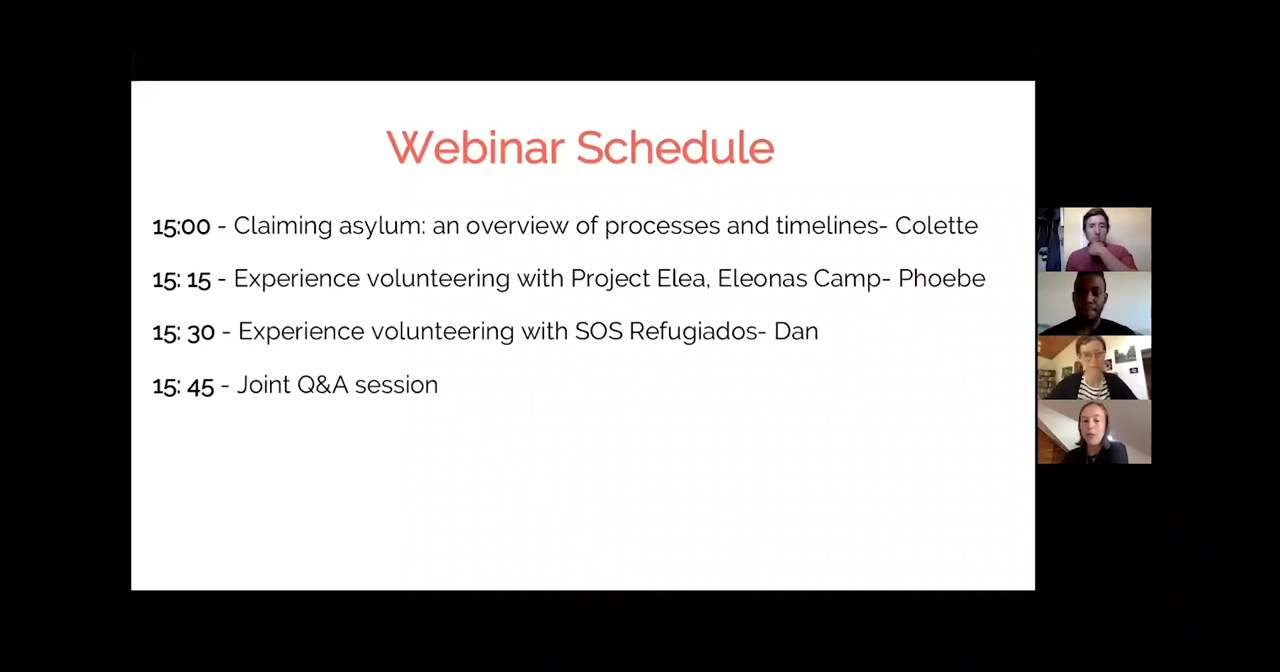 Webinar Schedule
15:00 - Claiming asylum: an overview of processes and timelines- Colette
15: 15 - Experience volunteering with Project Elea, Eleonas Camp- Phoebe
15: 30 - Experience volunteering with SOS Refugiados- Dan
15: 45 - Joint Q&A session